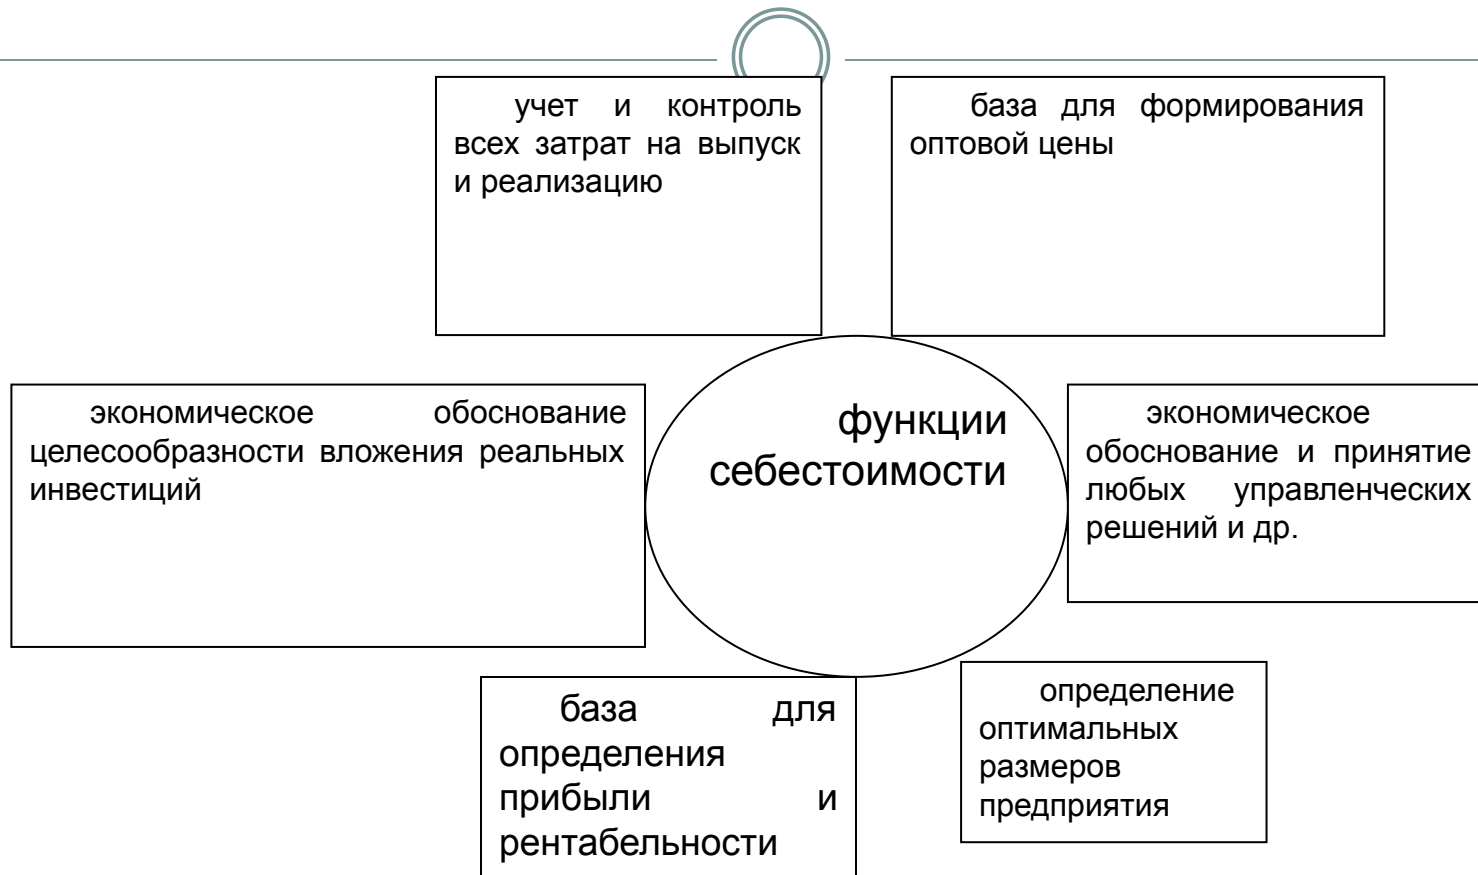 учет и контроль
всех затрат на выпуск
и реализацию
база для формирования
оптовой цены
экономическое обоснование
целесообразности вложения реальных
инвестиций
функции
себестоимости
экономическое
обоснование и принятие
любых управленческих
решений и др.
база для
определения
прибыли и
рентабельности
определение
оптимальных
размеров
предприятия